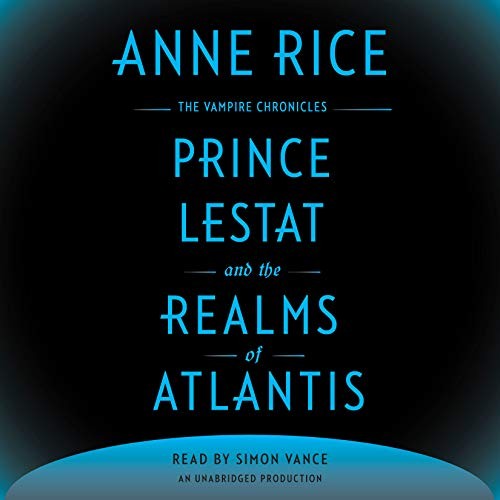 ANNE RICE
THE VAMPIRE CHRONICLES
PRINCE
LESTAT
and the
REALMS
of
ATLANTIS
READ BY SIMON VANCE
AN UNABRIDGED PRODUCTION